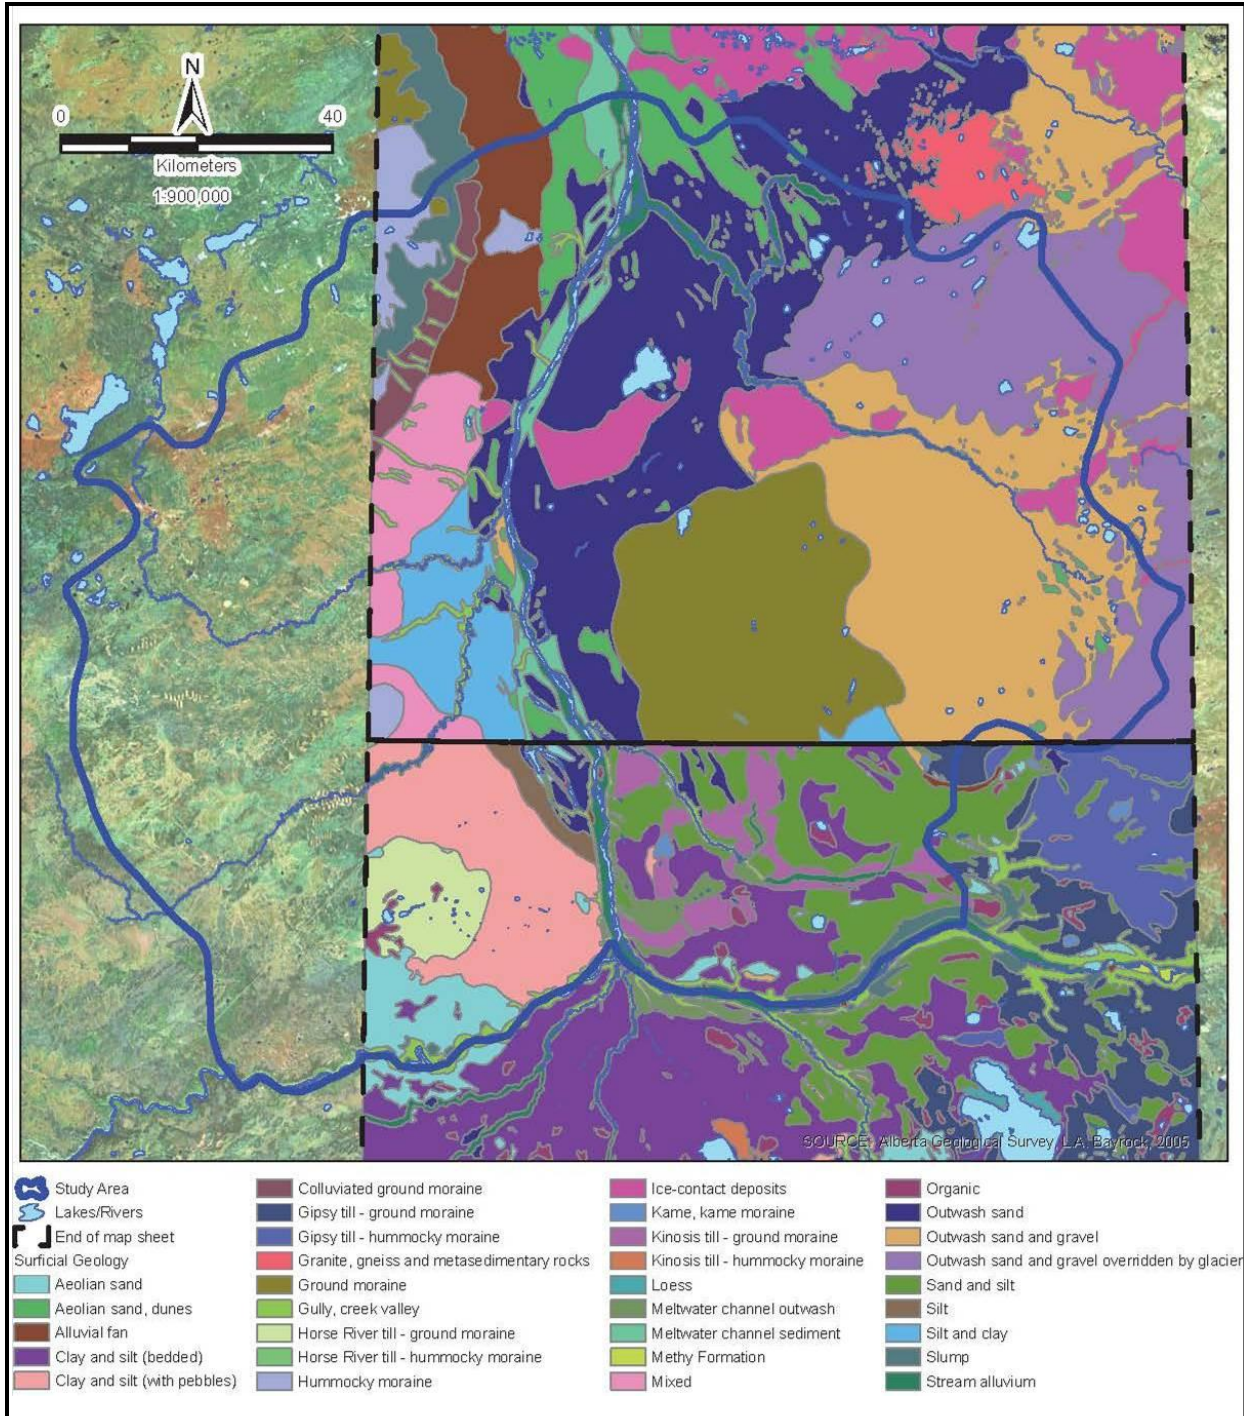 N
0 40
Kilometers
1:900,000
SOURCE: Alberta Geological Survey, L.A. Bayrock, 2005
Study Area
Lakes/Rivers
End of map sheet
Surficial Geology
Aeolian sand
Aeolian sand, dunes
Alluvial fan
Clay and silt (bedded)
Clay and silt (with pebbles)
Colluviated ground moraine
Gipsy till - ground moraine
Gipsy till - hummocky moraine
Granite, gneiss and metasedimentary rocks
Ground moraine
Gully, creek valley
Horse River till - ground moraine
Horse River till - hummocky moraine
Hummocky moraine
Ice-contact deposits
Kame, kame moraine
Kinosis till - ground moraine
Kinosis till - hummocky moraine
Loess
Meltwater channel outwash
Meltwater channel sediment
Methy Formation
Mixed
Organic
Outwash sand
Outwash sand and gravel
Outwash sand and gravel overridden by glacier
Sand and silt
Silt
Silt and clay
Slump
Stream alluvium